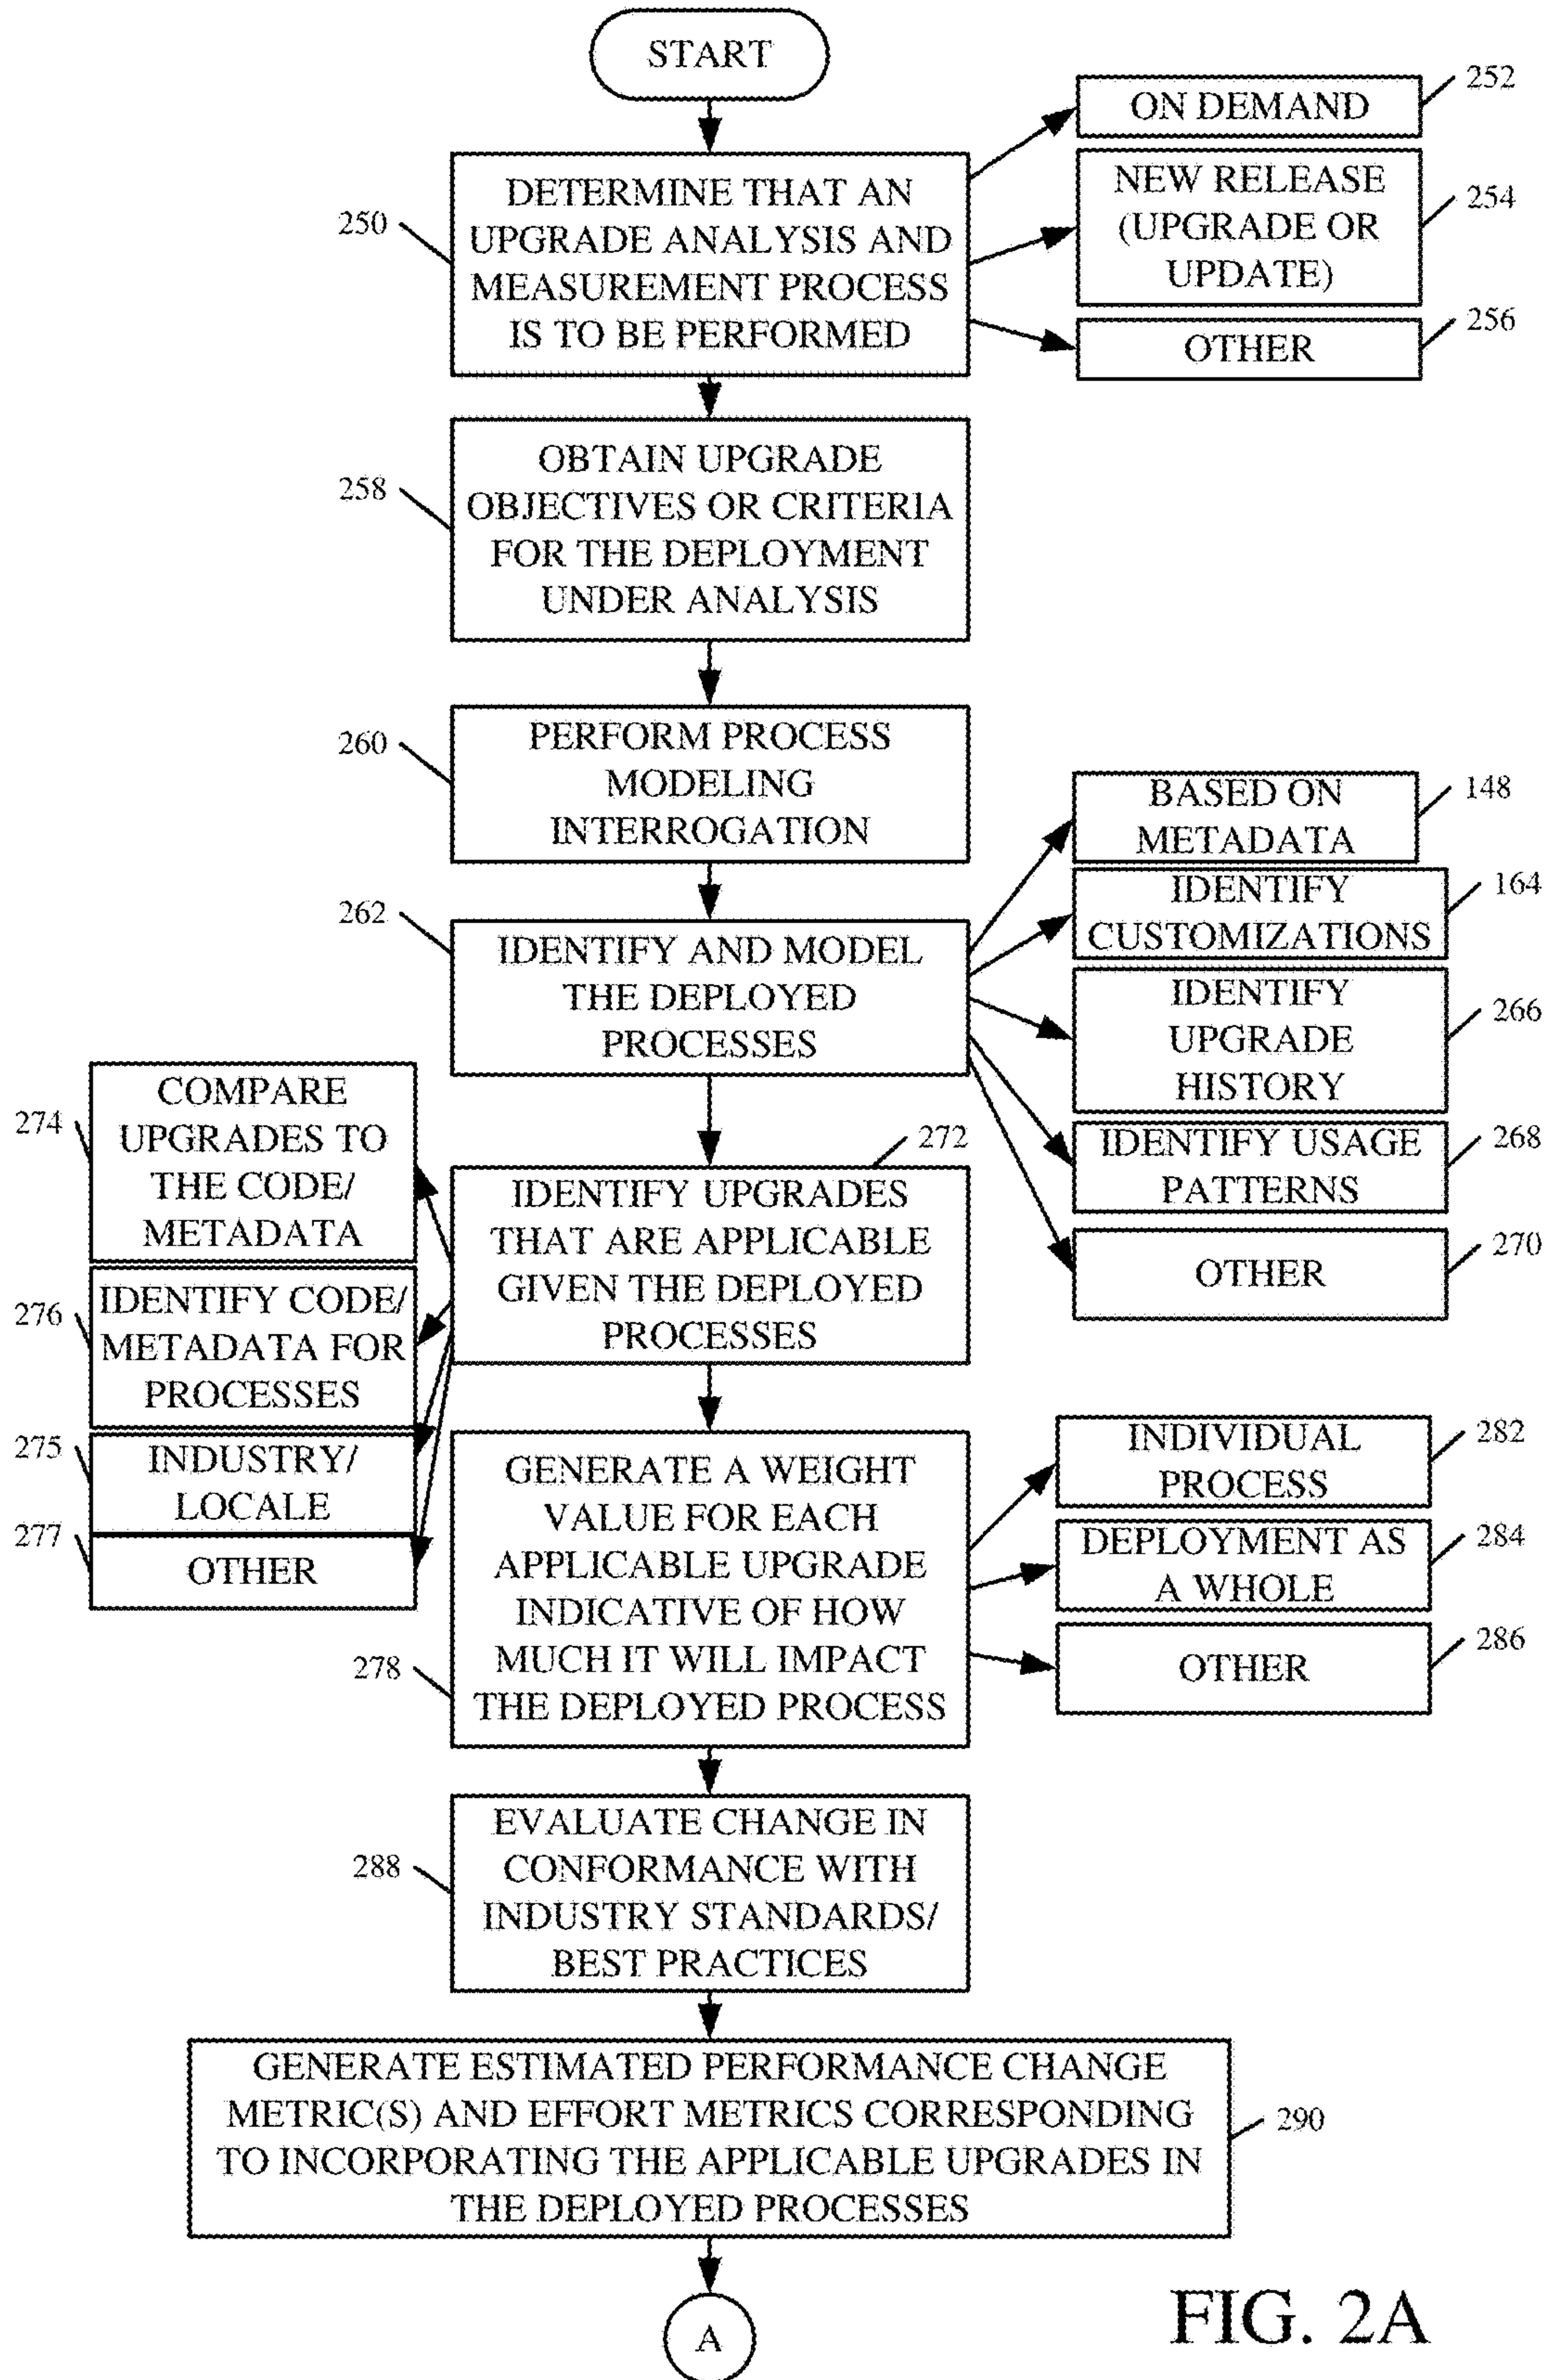 START
252
ON DEMAND
250
DETERMINE THAT AN
UPGRADE ANALYSIS AND
MEASUREMENT PROCESS
IS TO BE PERFORMED
254
NEW RELEASE
(UPGRADE OR
UPDATE)
256
OTHER
258
OBTAIN UPGRADE
OBJECTIVES OR CRITERIA
FOR THE DEPLOYMENT
UNDER ANALYSIS
260
PERFORM PROCESS
MODELING
INTERROGATION
148
BASED ON
METADATA
262
IDENTIFY AND MODEL
THE DEPLOYED
PROCESSES
164
IDENTIFY
CUSTOMIZATIONS
266
IDENTIFY
UPGRADE
HISTORY
268
IDENTIFY USAGE
PATTERNS
270
OTHER
274
COMPARE
UPGRADES TO
THE CODE/
METADATA
272
IDENTIFY UPGRADES
THAT ARE APPLICABLE
GIVEN THE DEPLOYED
PROCESSES
276
IDENTIFY CODE/
METADATA FOR
PROCESSES
275
INDUSTRY/
LOCALE
277
OTHER
278
GENERATE A WEIGHT
VALUE FOR EACH
APPLICABLE UPGRADE
INDICATIVE OF HOW
MUCH IT WILL IMPACT
THE DEPLOYED PROCESS
282
INDIVIDUAL
PROCESS
284
DEPLOYMENT AS
A WHOLE
286
OTHER
288
EVALUATE CHANGE IN
CONFORMANCE WITH
INDUSTRY STANDARDS/
BEST PRACTICES
290
GENERATE ESTIMATED PERFORMANCE CHANGE
METRIC(S) AND EFFORT METRICS CORRESPONDING
TO INCORPORATING THE APPLICABLE UPGRADES IN
THE DEPLOYED PROCESSES
A
FIG. 2A